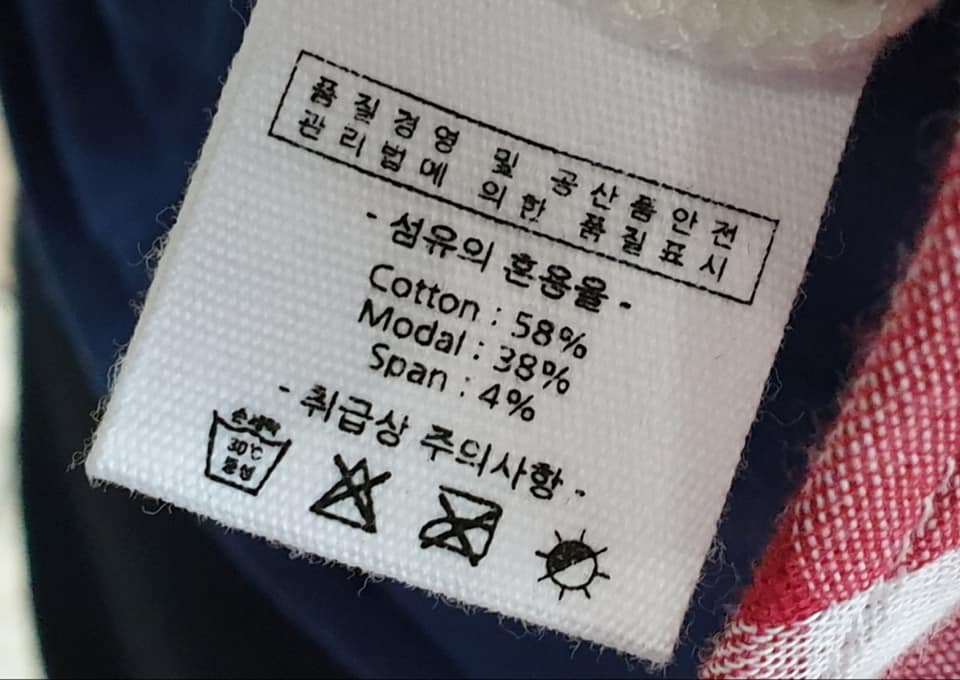 품질경영 및 공산품안전
관리법에 의한 품질표시
- 섬유의 혼용율 -
Cotton : 58%
Modal : 38%
Span : 4%
- 취급상 주의사항 -
손세탁
30℃
중성